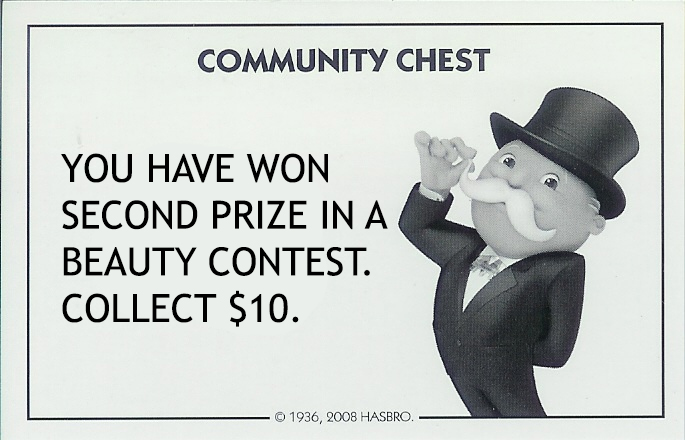 COMMUNITY CHEST
YOU HAVE WON
SECOND PRIZE IN A
BEAUTY CONTEST.
COLLECT $10.
© 1936, 2008 HASBRO.